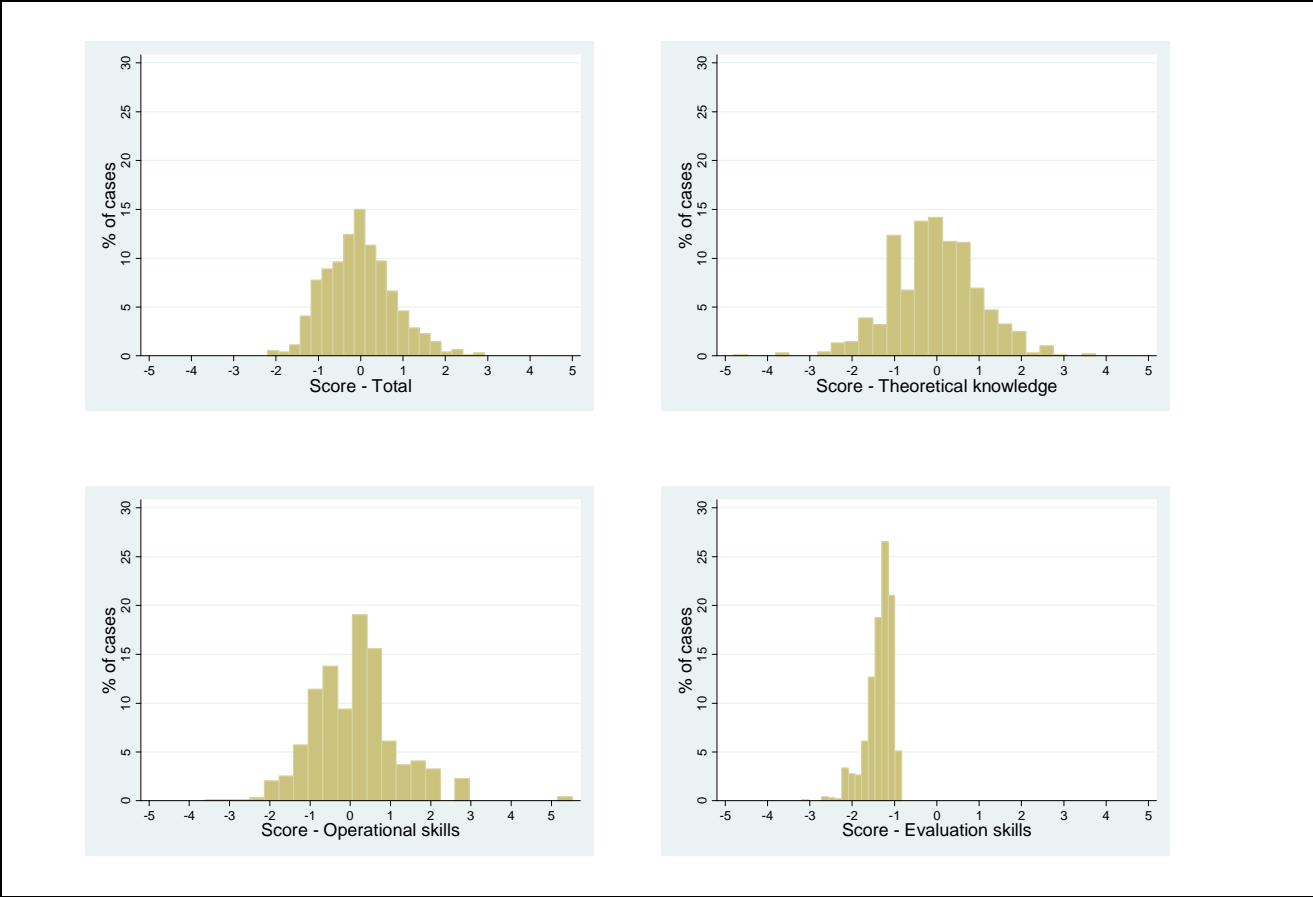 30
25
20
15
10
5
0
% of cases
-5 -4 -3 -2 -1 0 1 2 3 4 5
Score - Total
30
25
20
15
10
5
0
% of cases
-5 -4 -3 -2 -1 0 1 2 3 4 5
Score - Theoretical knowledge
30
25
20
15
10
5
0
% of cases
-5 -4 -3 -2 -1 0 1 2 3 4 5
Score - Operational skills
30
25
20
15
10
5
0
% of cases
-5 -4 -3 -2 -1 0 1 2 3 4 5
Score - Evaluation skills